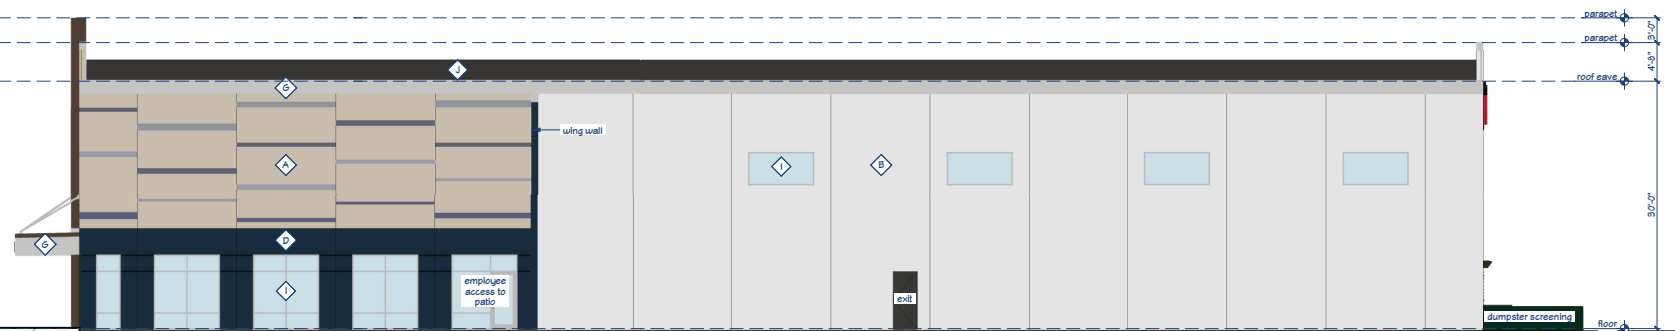 parapet
3'-0"
parapet
4'-8"
J
roof eave
G
wing wall
A
I
B
30'-0"
D
G
employee
access to
patio
I
exit
dumpster screening
floor